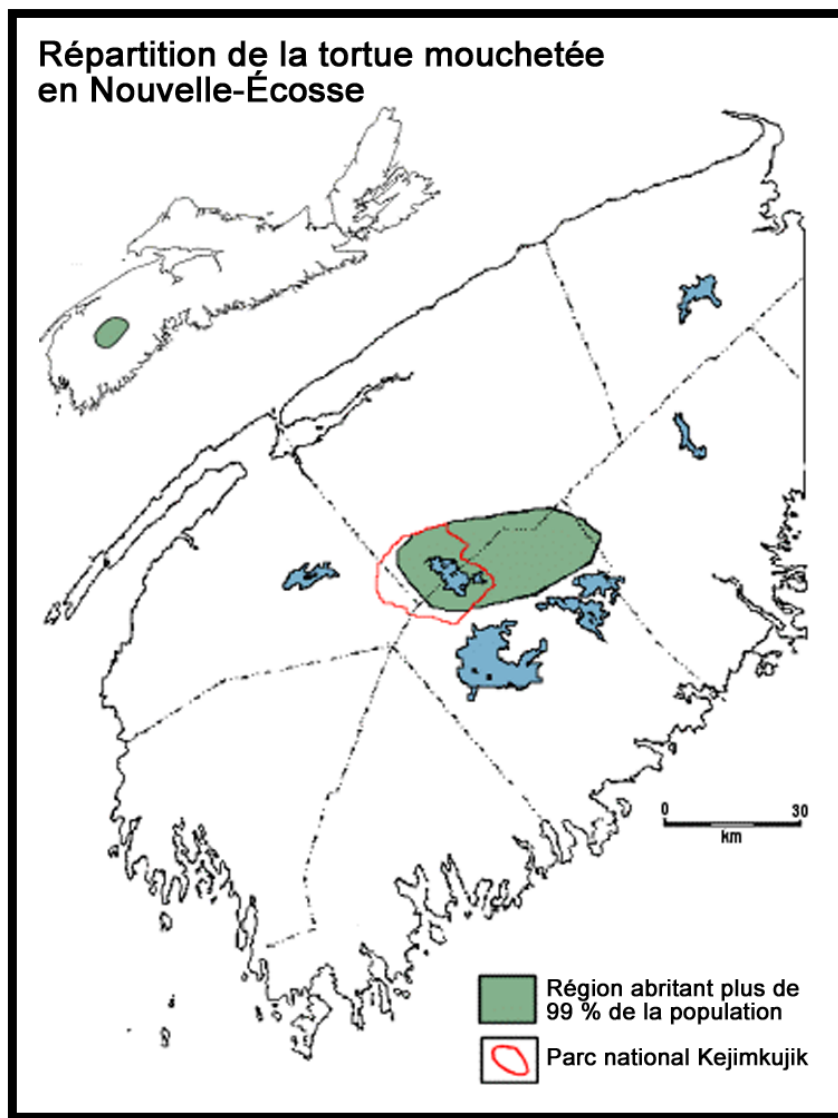 Répartition de la tortue mouchetée
en Nouvelle-Écosse
0 30
km
Région abritant plus de
99 % de la population
Parc national Kejimkujik